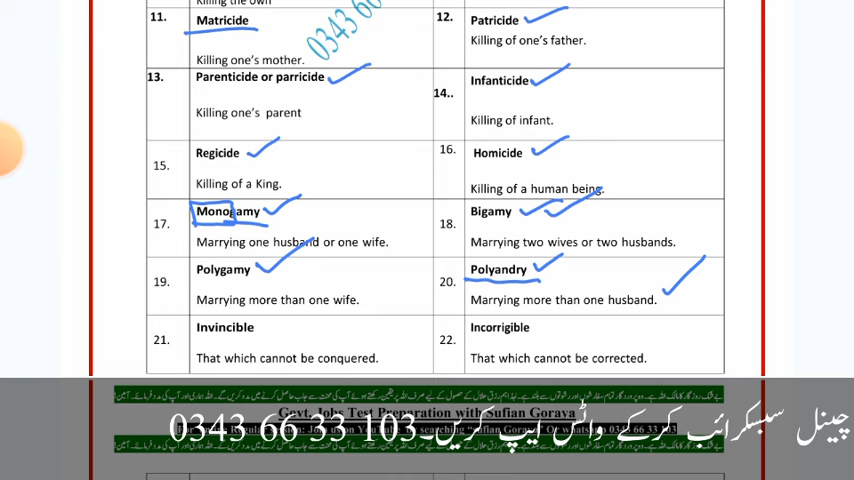 Killing the own
11. Matricide
Killing one's mother.
0343 66
12. Patricide
Killing of one's father.
13. Parenticide or parricide
Killing one's parent
14.. Infanticide
Killing of infant.
15. Regicide
Killing of a King.
16. Homicide
Killing of a human being.
17. Monogamy
Marrying one husband or one wife.
18. Bigamy
Marrying two wives or two husbands.
19. Polygamy
Marrying more than one wife.
20. Polyandry
Marrying more than one husband.
21. Invincible
That which cannot be conquered.
22. Incorrigible
That which cannot be corrected.
Govt. Jobs Test Preparation with Sufian Goraya
چینل سبسکرائب کرکے واٹس ایپ کریں۔0343 66 33 103